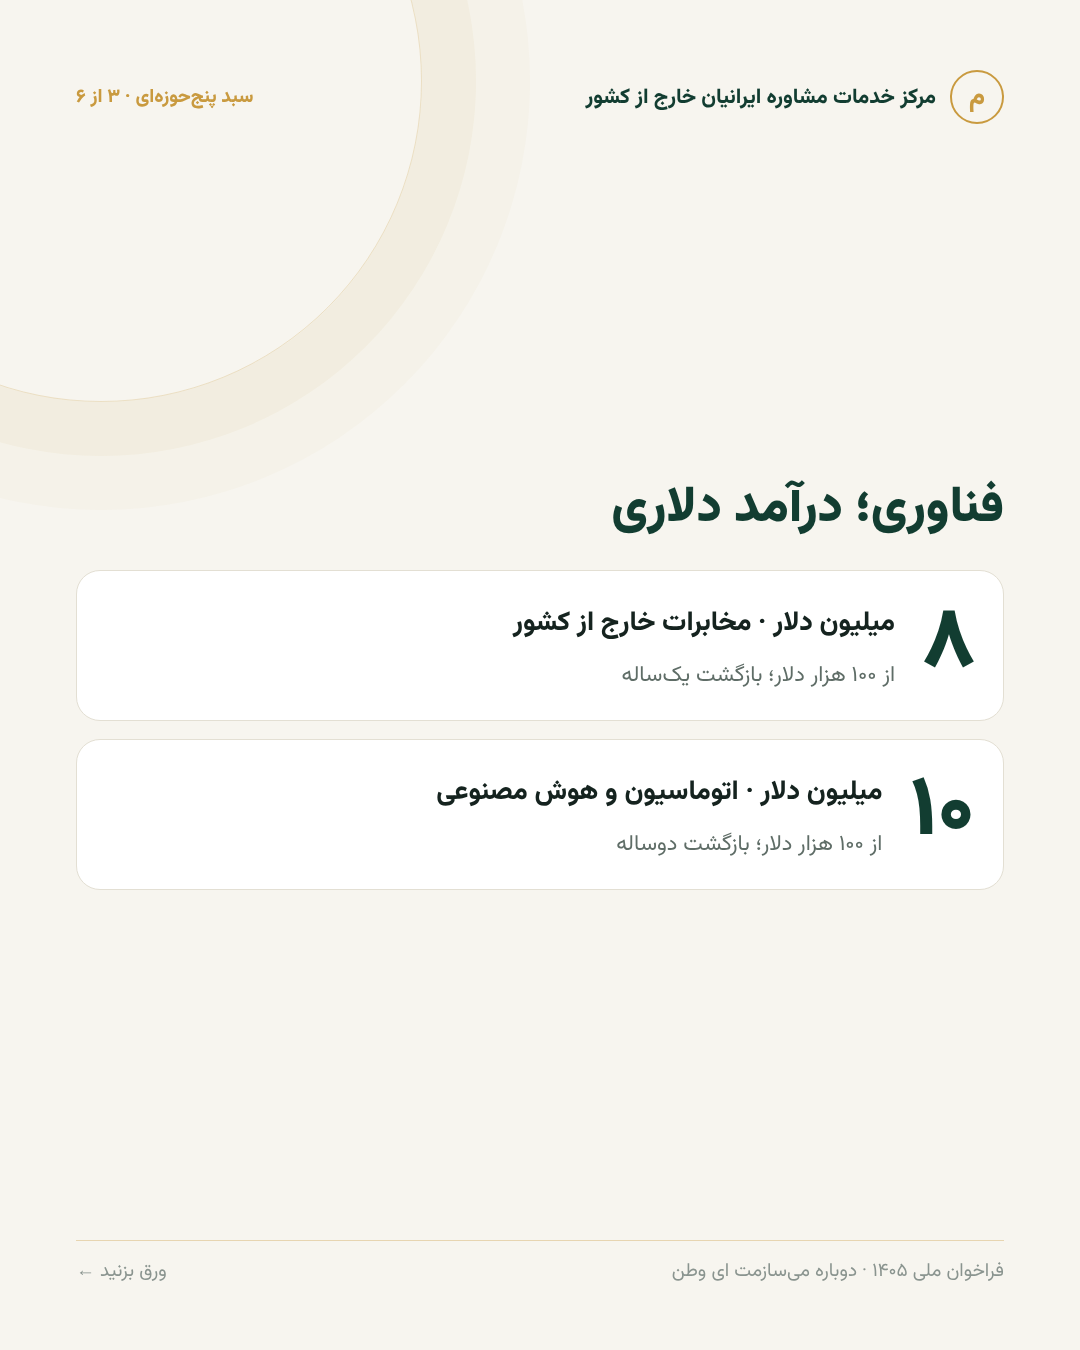 م
مرکز خدمات مشاوره ایرانیان خارج از کشور
سبد پنج‌حوزه‌ای · ۳ از ۶
فناوری؛ درآمد دلاری
۸
میلیون دلار · مخابرات خارج از کشور
از ۱۰۰ هزار دلار؛ بازگشت یک‌ساله
۱۰
میلیون دلار · اتوماسیون و هوش مصنوعی
از ۱۰۰ هزار دلار؛ بازگشت دوساله
فراخوان ملی ۱۴۰۵ · دوباره می‌سازمت ای وطن
ورق بزنید ←